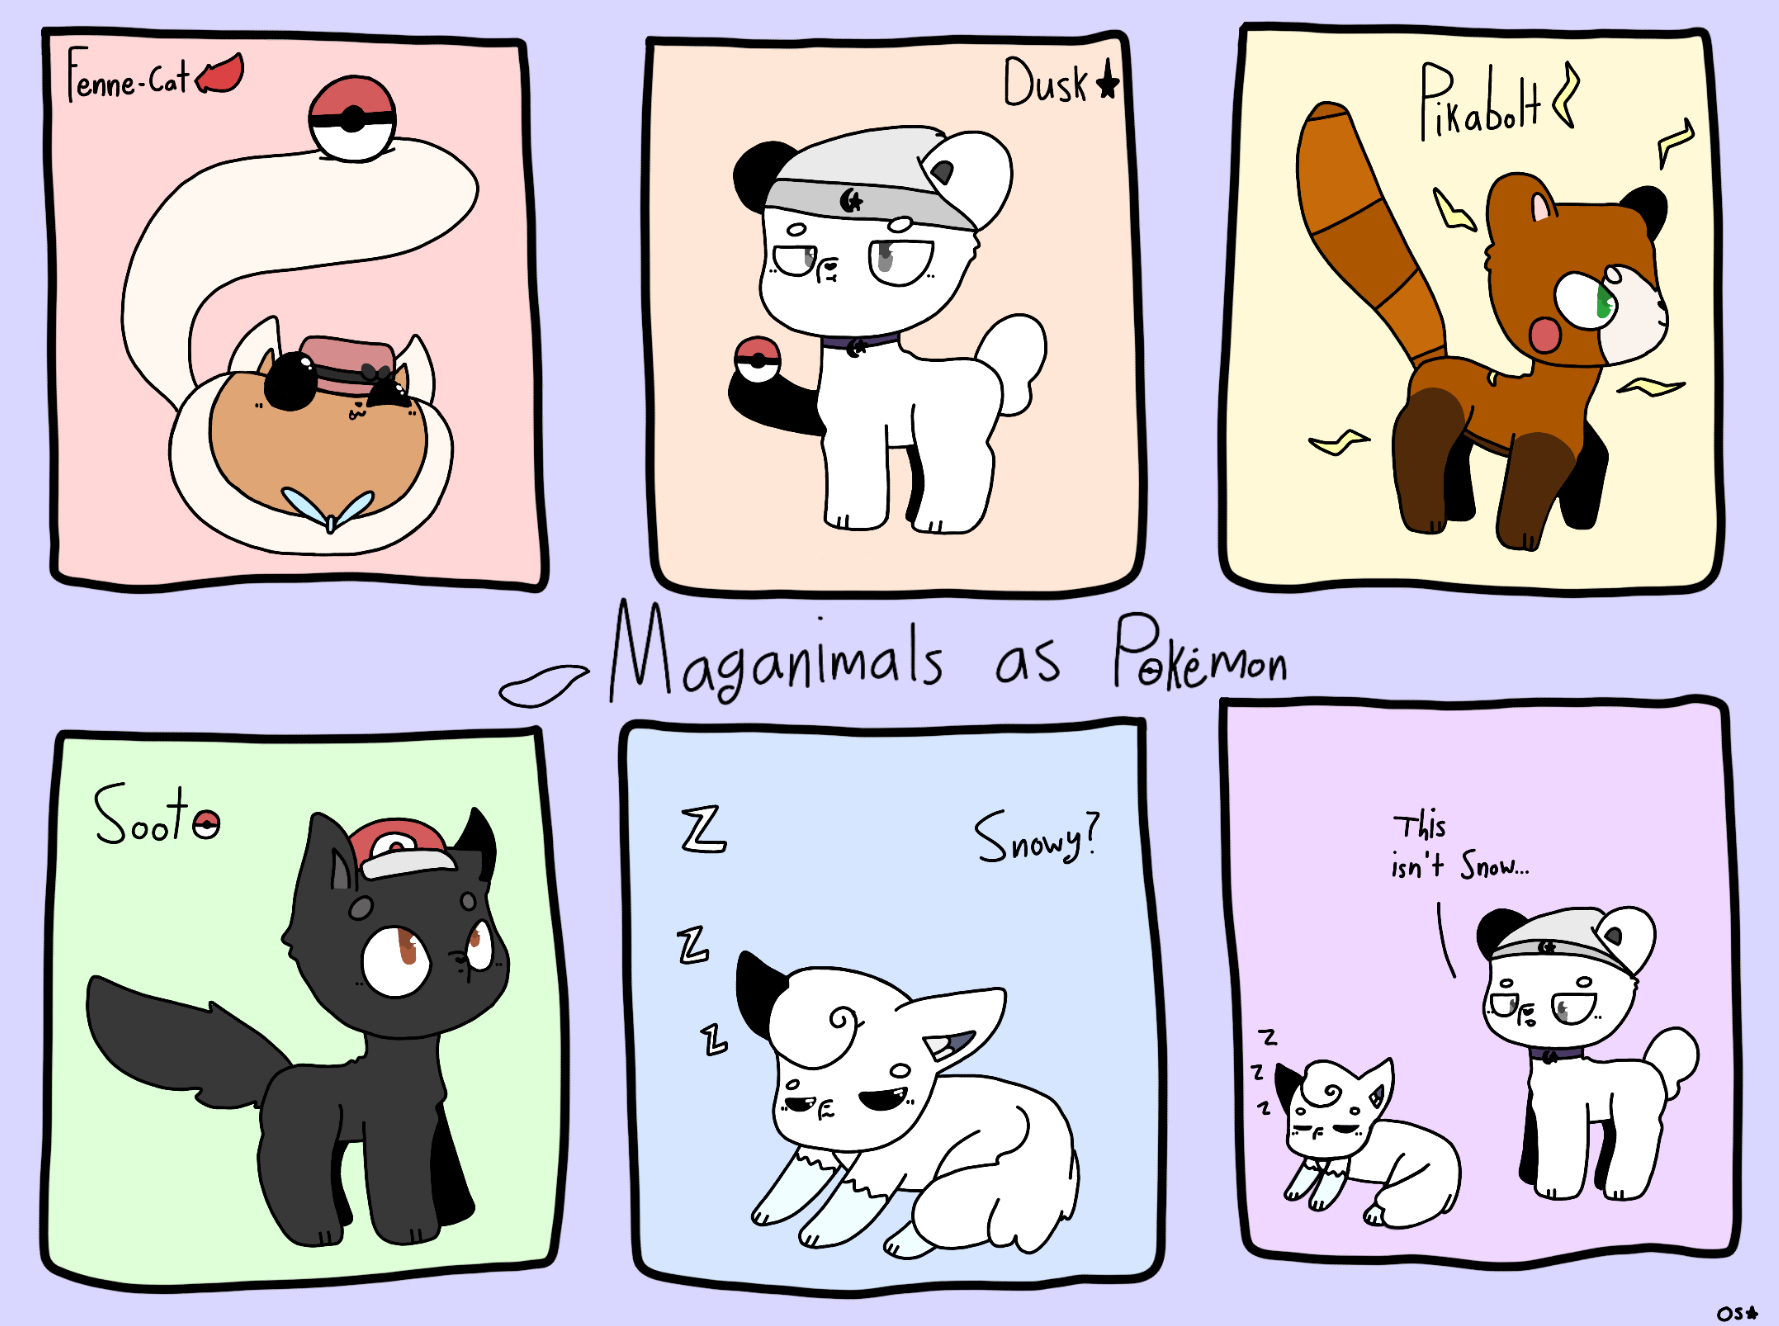 Fenne-Cat
Dusk
Pikabolt
Maganimals as Pokémon
Soot
Z
Z
Z
Snowy?
This
isn't Snow...
Z
Z
Z
OS